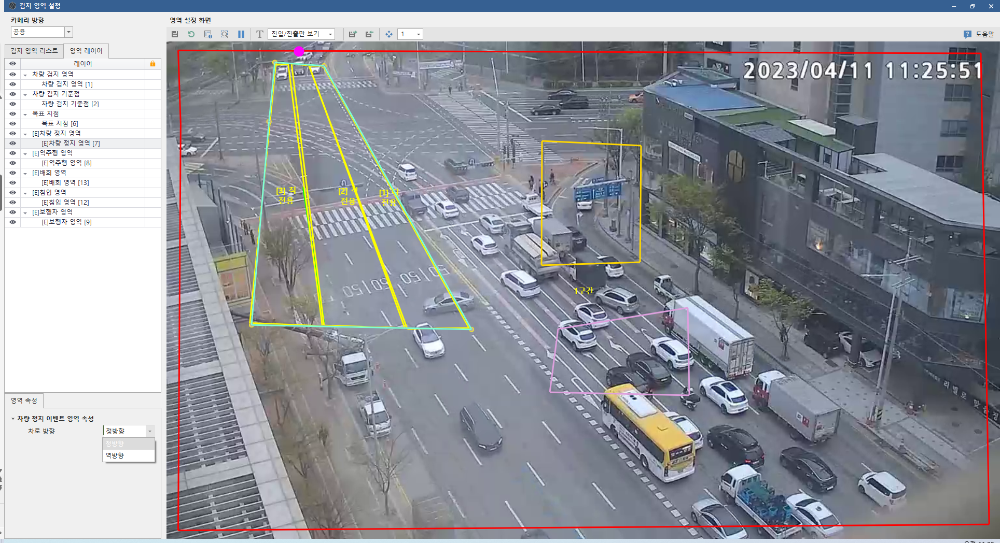 검지 영역 설정
카메라 방향
공용
검지 영역 리스트
영역 레이어
레이어
차량 검지 영역
차량 검지 영역 [1]
차량 검지 기준점
차량 검지 기준점 [2]
목표 지점
목표 지점 [6]
[E]차량 정지 영역
[E]차량 정지 영역 [7]
[E]역주행 영역
[E]역주행 영역 [8]
[E]배회 영역
[E]배회 영역 [13]
[E]침입 영역
[E]침입 영역 [12]
[E]보행자 영역
[E]보행자 영역 [9]
영역 속성
차량 정지 이벤트 영역 속성
차로 방향
정방향
정방향
역방향
영역 설정 화면
진입/진출만 보기
1
도움말
2023/04/11 11:25:51
[3] 직
전용
[2] 직
전용
[1]
전용
1구간
50
50
50
50